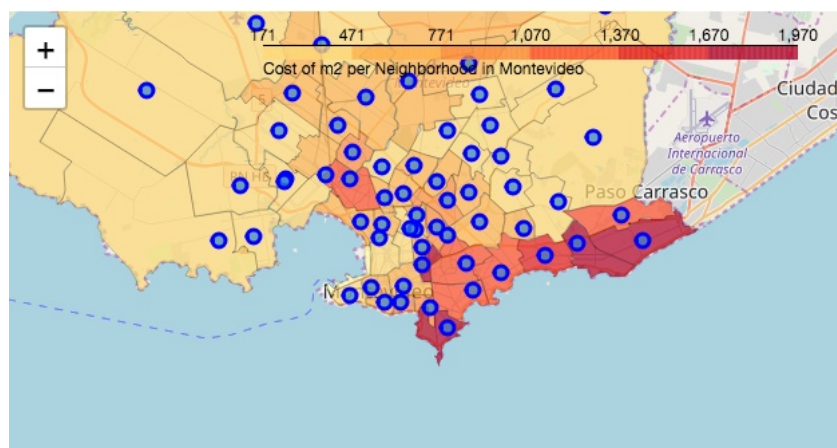 +
−
171 471 771 1,070 1,370 1,670 1,970
Cost of m2 per Neighborhood in Montevideo
Montevideo
Ciudad
Cos
Aeropuerto
Internacional
de Carrasco
Paso Carrasco